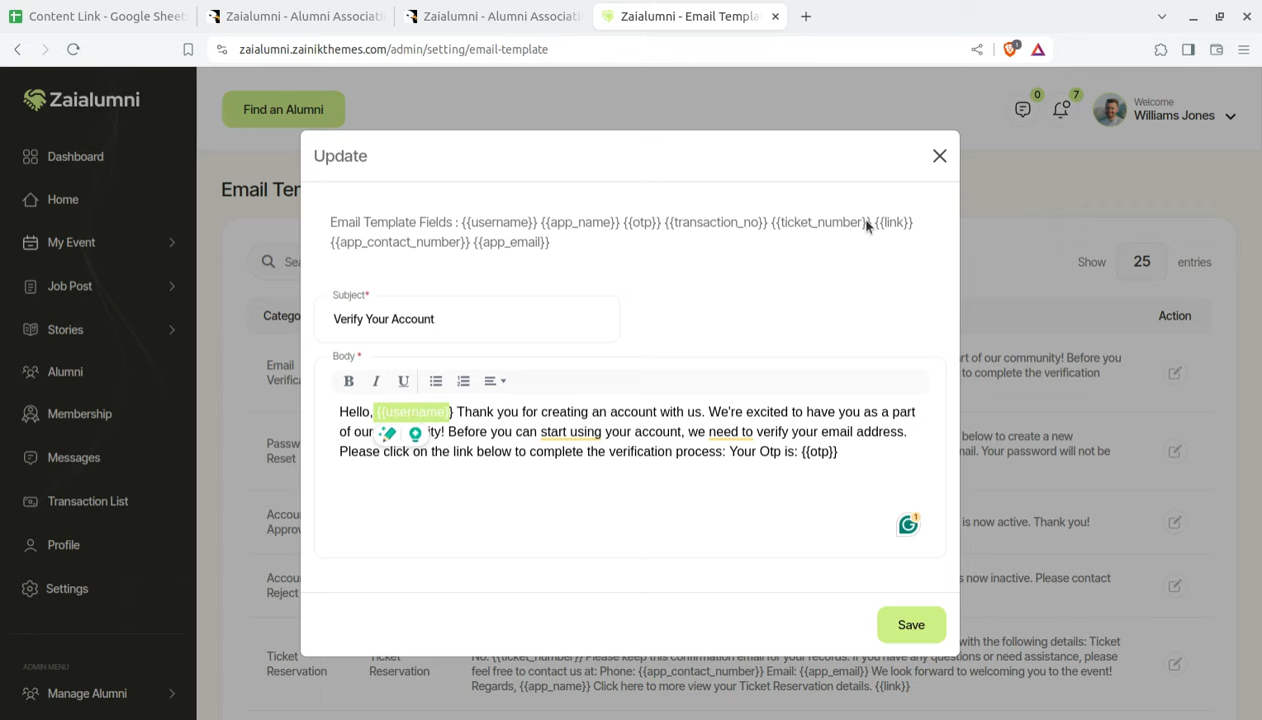 Content Link - Google Sheet
Zaialumni - Alumni Associati
Zaialumni - Alumni Associati
Zaialumni - Email Templa
zaialumni.zainikthemes.com/admin/setting/email-template
1
Zaialumni
Find an Alumni
0
7
Welcome
Williams Jones
Dashboard
Home
My Event
Job Post
Stories
Alumni
Membership
Messages
Transaction List
Profile
Settings
ADMIN MENU
Manage Alumni
Email Ter
Sea
Show 25 entries
Catego
Action
Email
Verifica
rt of our community! Before you
to complete the verification
Passw
Reset
below to create a new
mail. Your password will not be
Accou
Approv
is now active. Thank you!
Accou
Reject
s now inactive. Please contact
Ticket
Reservation
Ticket
Reservation
with the following details: Ticket
No: {{ticket_number}} Please keep this confirmation email for your records. If you have any questions or need assistance, please
feel free to contact us at: Phone: {{app_contact_number}} Email: {{app_email}} We look forward to welcoming you to the event!
Regards, {{app_name}} Click here to more view your Ticket Reservation details. {{link}}
Update
Email Template Fields : {{username}} {{app_name}} {{otp}} {{transaction_no}} {{ticket_number}} {{link}}
{{app_contact_number}} {{app_email}}
Subject*
Verify Your Account
Body *
B I U
Hello, {{username}} Thank you for creating an account with us. We're excited to have you as a part
of our ity! Before you can start using your account, we need to verify your email address.
Please click on the link below to complete the verification process: Your Otp is: {{otp}}
1
Save